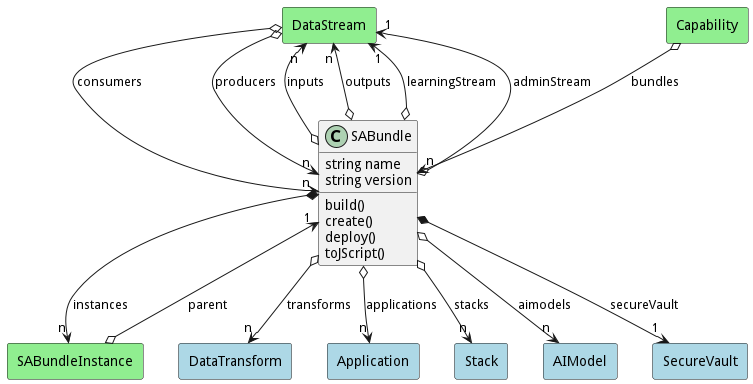 DataStream
Capability
1
n
n
1
consumers
producers
inputs
outputs
learningStream
adminStream
bundles
C SABundle
string name
string version
build()
create()
deploy()
toJScript()
n
n
n
1
instances
parent
transforms
applications
stacks
aimodels
secureVault
n
n
n
n
n
1
SABundleInstance
DataTransform
Application
Stack
AIModel
SecureVault